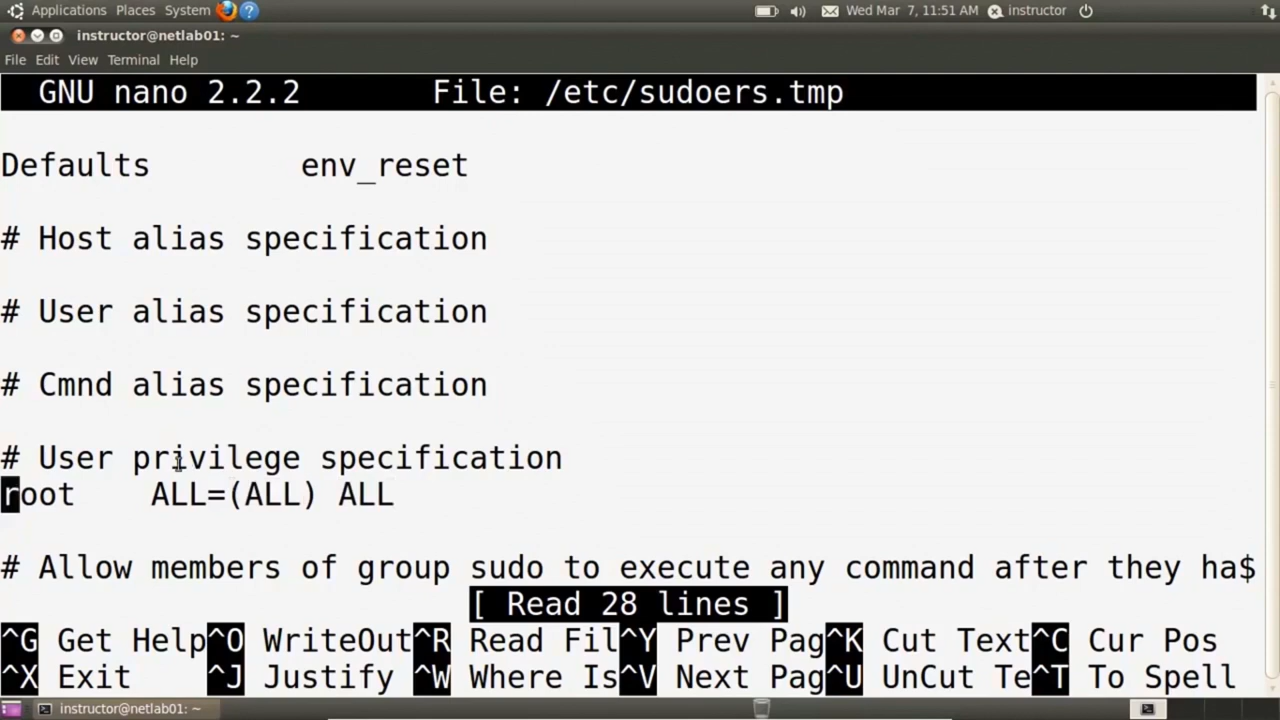 Applications Places System Wed Mar 7, 11:51 AM instructor
instructor@netlab01: ~
File Edit View Terminal Help
GNU nano 2.2.2 File: /etc/sudoers.tmp
Defaults env_reset
# Host alias specification
# User alias specification
# Cmnd alias specification
# User privilege specification
root ALL=(ALL) ALL
# Allow members of group sudo to execute any command after they ha$
[ Read 28 lines ]
^G Get Help^O WriteOut^R Read Fil^Y Prev Pag^K Cut Text^C Cur Pos
^X Exit ^J Justify ^W Where Is^V Next Pag^U UnCut Te^T To Spell
instructor@netlab01: ~